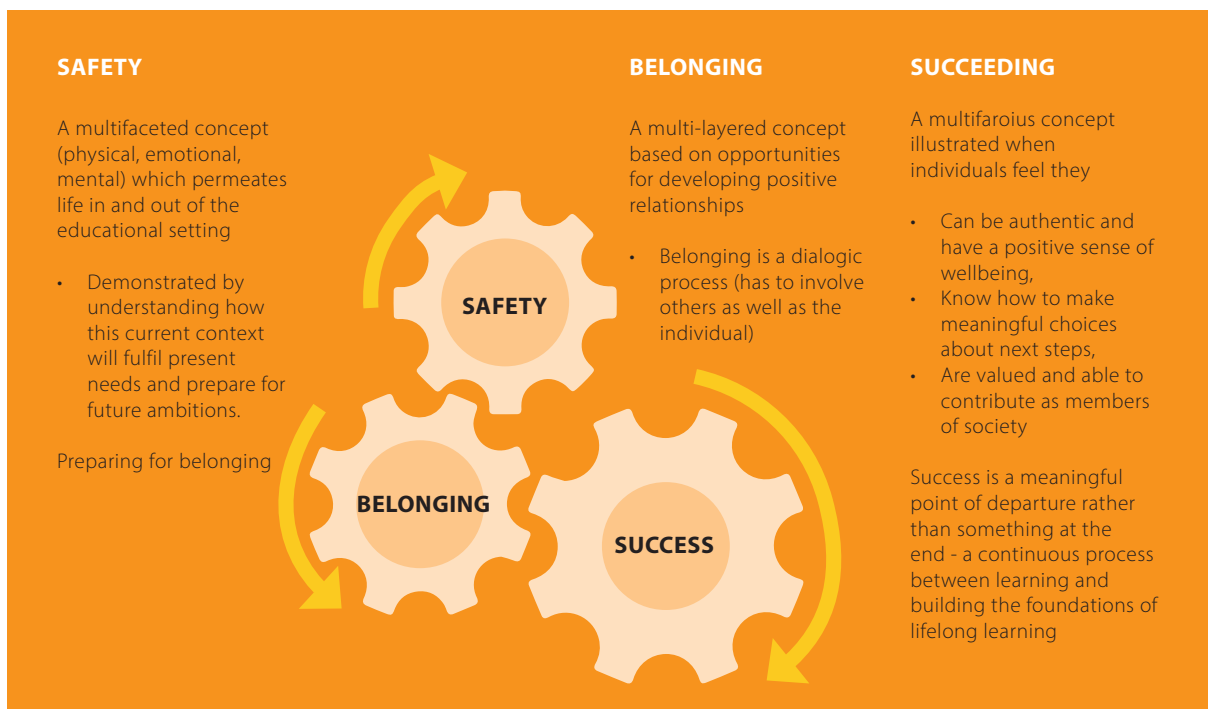 SAFETY
A multifaceted concept
(physical, emotional,
mental) which permeates
life in and out of the
educational setting
• Demonstrated by
understanding how
this current context
will fulfil present
needs and prepare for
future ambitions.
Preparing for belonging
SAFETY
BELONGING
SUCCESS
BELONGING
A multi-layered concept
based on opportunities
for developing positive
relationships
• Belonging is a dialogic
process (has to involve
others as well as the
individual)
SUCCEEDING
A multifaroius concept
illustrated when
individuals feel they
• Can be authentic and
have a positive sense of
wellbeing,
• Know how to make
meaningful choices
about next steps,
• Are valued and able to
contribute as members
of society
Success is a meaningful
point of departure rather
than something at the
end - a continuous process
between learning and
building the foundations of
lifelong learning